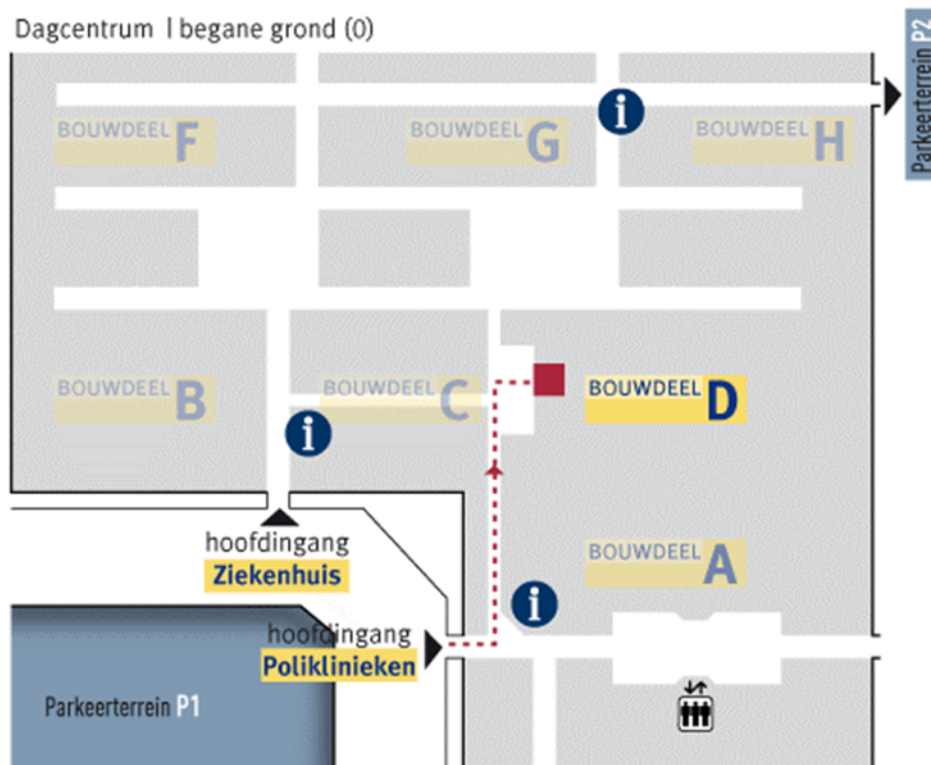 Dagcentrum | begane grond (0)
Parkeerterrein P2
BOUWDEEL F
BOUWDEEL G
BOUWDEEL H
BOUWDEEL B
BOUWDEEL C
BOUWDEEL D
i
i
i
hoofdingang
Ziekenhuis
BOUWDEEL A
hoofdingang
Poliklinieken
Parkeerterrein P1